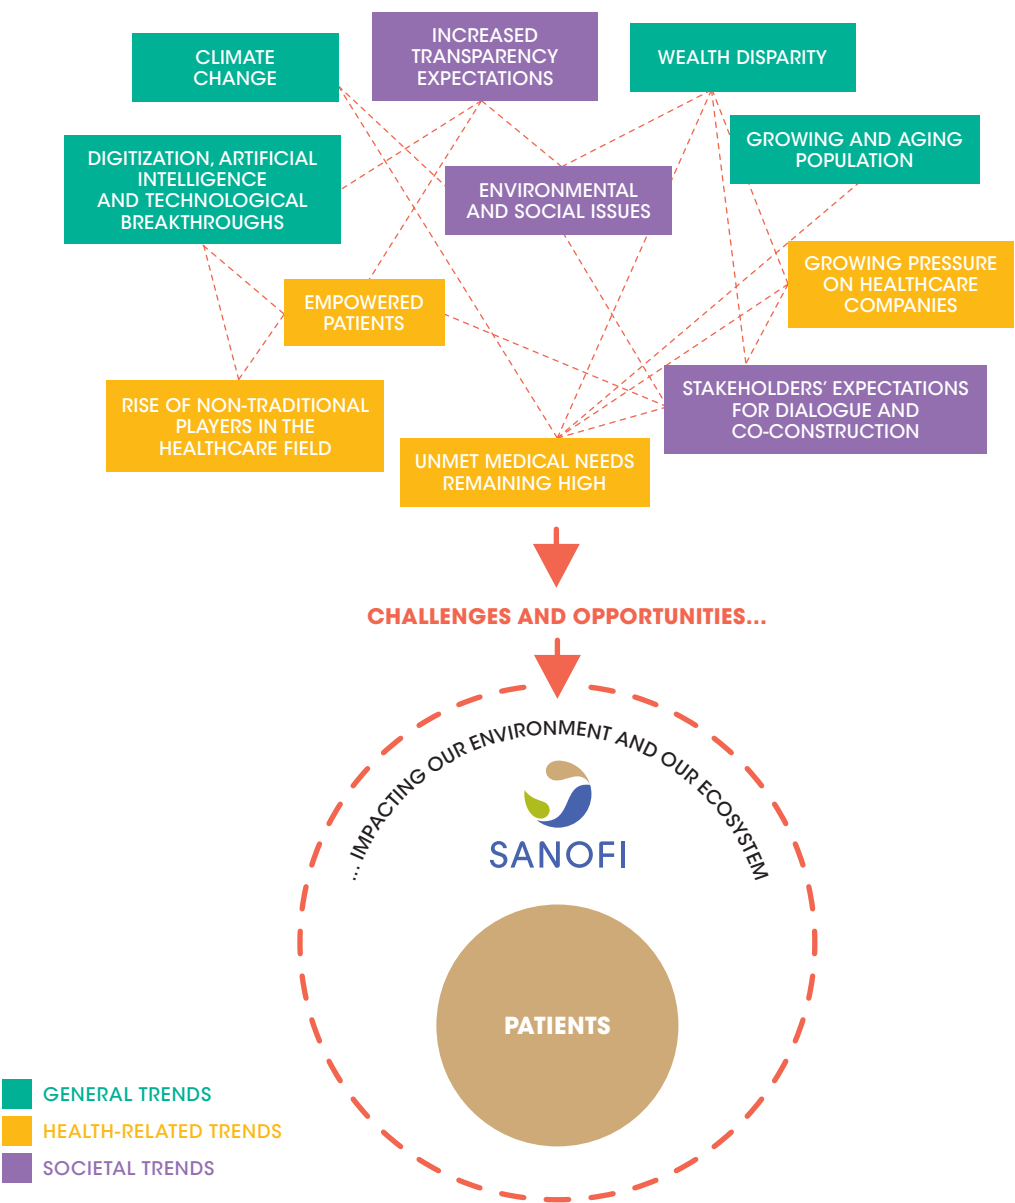 CLIMATE
CHANGE
INCREASED
TRANSPARENCY
EXPECTATIONS
WEALTH DISPARITY
DIGITIZATION, ARTIFICIAL
INTELLIGENCE
AND TECHNOLOGICAL
BREAKTHROUGHS
ENVIRONMENTAL
AND SOCIAL ISSUES
GROWING AND AGING
POPULATION
EMPOWERED
PATIENTS
GROWING PRESSURE
ON HEALTHCARE
COMPANIES
RISE OF NON-TRADITIONAL
PLAYERS IN THE
HEALTHCARE FIELD
UNMET MEDICAL NEEDS
REMAINING HIGH
STAKEHOLDERS’ EXPECTATIONS
FOR DIALOGUE AND
CO-CONSTRUCTION
CHALLENGES AND OPPORTUNITIES...
... IMPACTING OUR ENVIRONMENT AND OUR ECOSYSTEM
SANOFI
PATIENTS
GENERAL TRENDS
HEALTH-RELATED TRENDS
SOCIETAL TRENDS